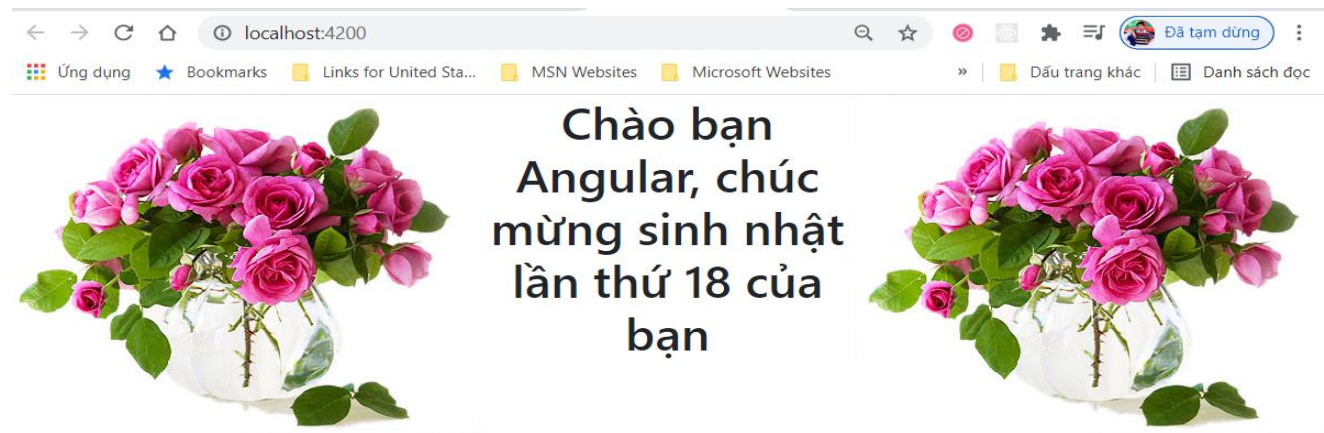 localhost:4200
Đã tạm dừng
Ứng dụng Bookmarks Links for United Sta... MSN Websites Microsoft Websites » Dấu trang khác Danh sách đọc
Chào bạn
Angular, chúc
mừng sinh nhật
lần thứ 18 của
bạn